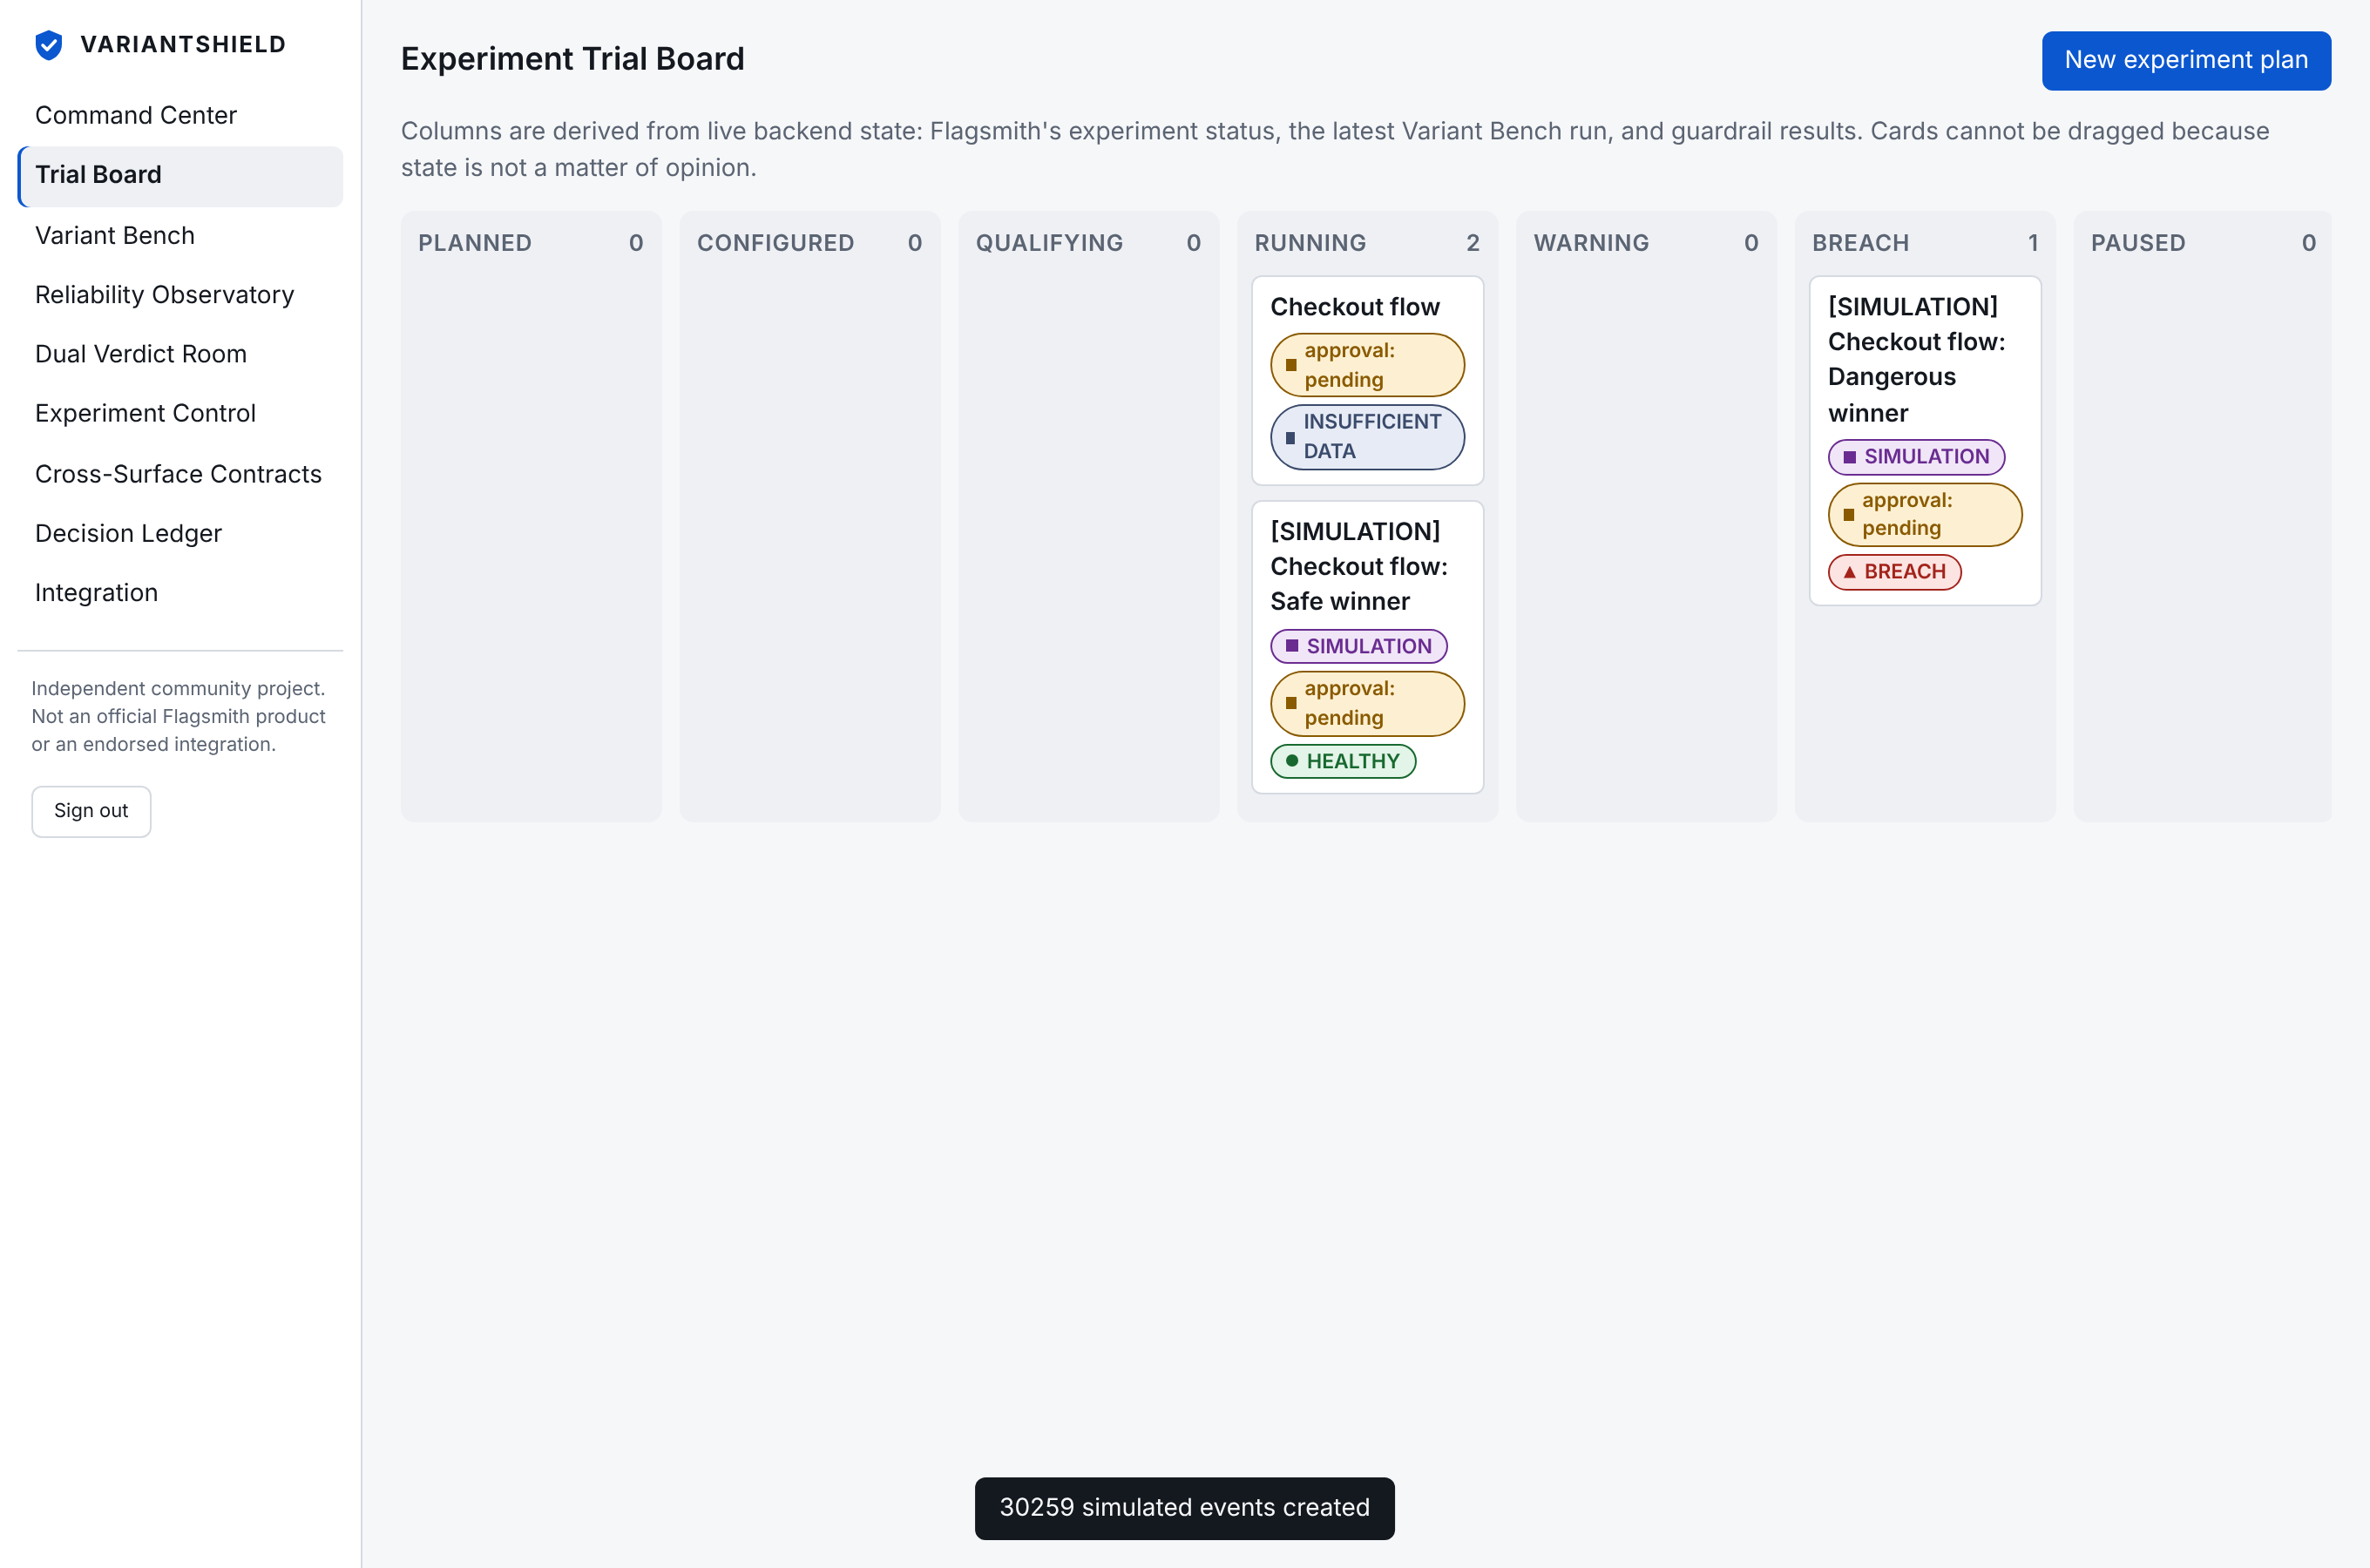 VARIANTSHIELD
Command Center
Trial Board
Variant Bench
Reliability Observatory
Dual Verdict Room
Experiment Control
Cross-Surface Contracts
Decision Ledger
Integration
Independent community project.
Not an official Flagsmith product
or an endorsed integration.
Sign out
Experiment Trial Board
New experiment plan
Columns are derived from live backend state: Flagsmith's experiment status, the latest Variant Bench run, and guardrail results. Cards cannot be dragged because
state is not a matter of opinion.
PLANNED 0
CONFIGURED 0
QUALIFYING 0
RUNNING 2
Checkout flow
approval:
pending
INSUFFICIENT
DATA
[SIMULATION]
Checkout flow:
Safe winner
SIMULATION
approval:
pending
HEALTHY
WARNING 0
BREACH 1
[SIMULATION]
Checkout flow:
Dangerous
winner
SIMULATION
approval:
pending
BREACH
PAUSED 0
30259 simulated events created